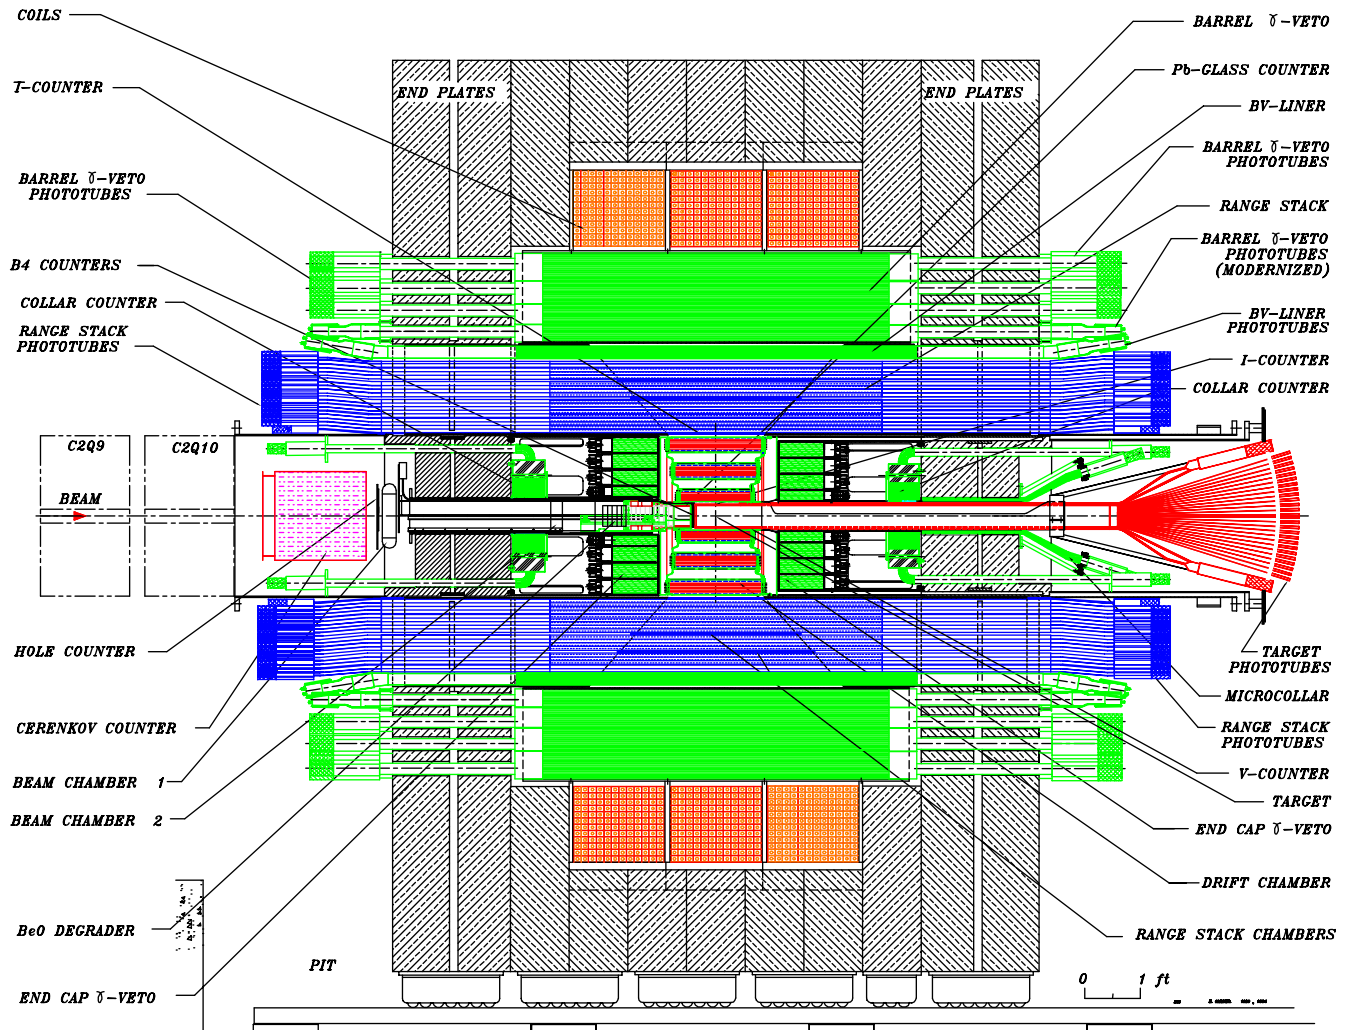 COILS
T-COUNTER
BARREL γ-VETO
PHOTOTUBES
B4 COUNTERS
COLLAR COUNTER
RANGE STACK
PHOTOTUBES
END PLATES
END PLATES
BARREL γ-VETO
Pb-GLASS COUNTER
BV-LINER
BARREL γ-VETO
PHOTOTUBES
RANGE STACK
BARREL γ-VETO
PHOTOTUBES
(MODERNIZED)
BV-LINER
PHOTOTUBES
I-COUNTER
COLLAR COUNTER
C2Q9
C2Q10
BEAM
HOLE COUNTER
CERENKOV COUNTER
BEAM CHAMBER 1
BEAM CHAMBER 2
BeO DEGRADER
END CAP γ-VETO
PIT
TARGET
PHOTOTUBES
MICROCOLLAR
RANGE STACK
PHOTOTUBES
V-COUNTER
TARGET
END CAP γ-VETO
DRIFT CHAMBER
RANGE STACK CHAMBERS
0 1 ft